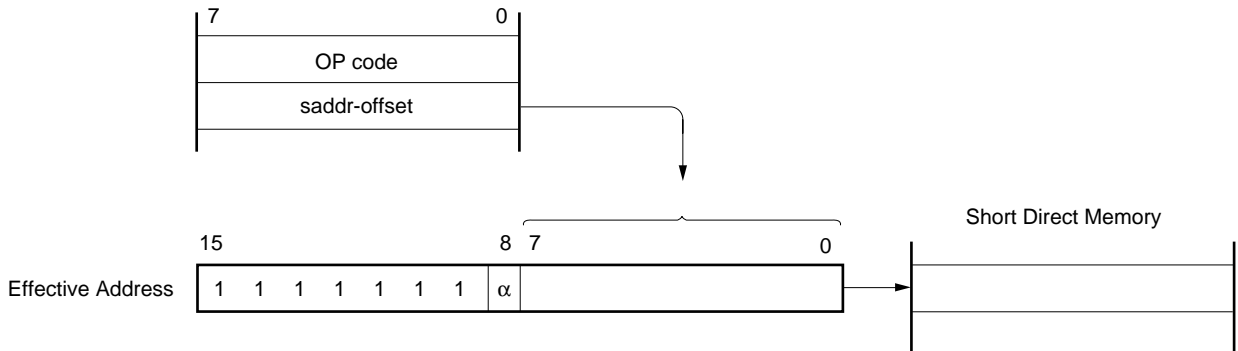 7 0
OP code
saddr-offset
Short Direct Memory
15 8 7 0
Effective Address 1 1 1 1 1 1 1 α